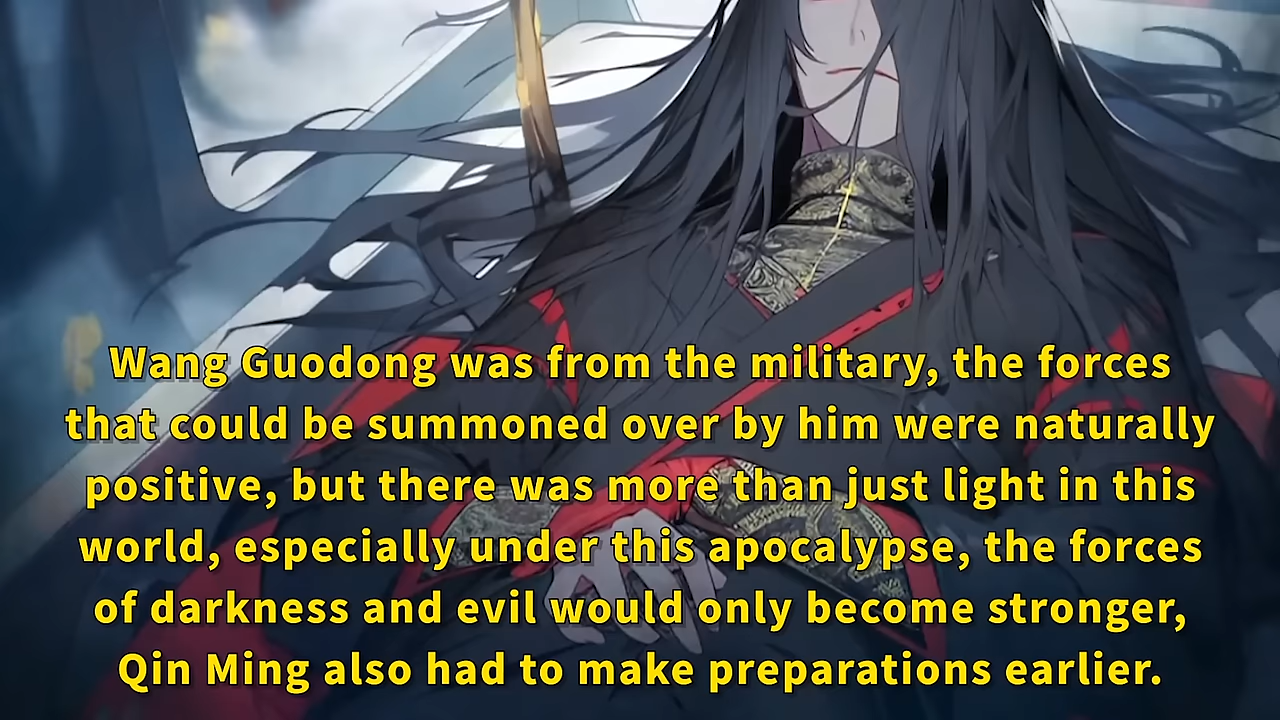 Wang Guodong was from the military, the forces
that could be summoned over by him were naturally
positive, but there was more than just light in this
world, especially under this apocalypse, the forces
of darkness and evil would only become stronger,
Qin Ming also had to make preparations earlier.